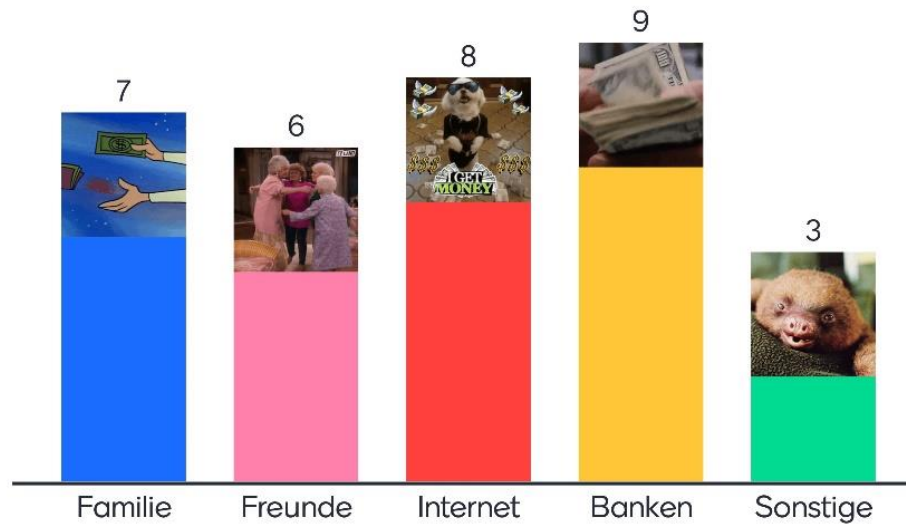 9
8
7
6
3
I GET
MONEY
Familie
Freunde
Internet
Banken
Sonstige